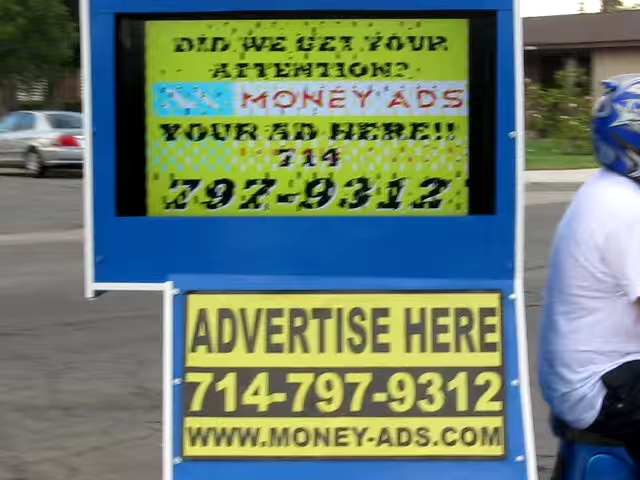 DID WE GET YOUR
ATTENTION?
MONEY ADS
YOUR AD HERE!!
714
797-9312
ADVERTISE HERE
714-797-9312
WWW.MONEY-ADS.COM